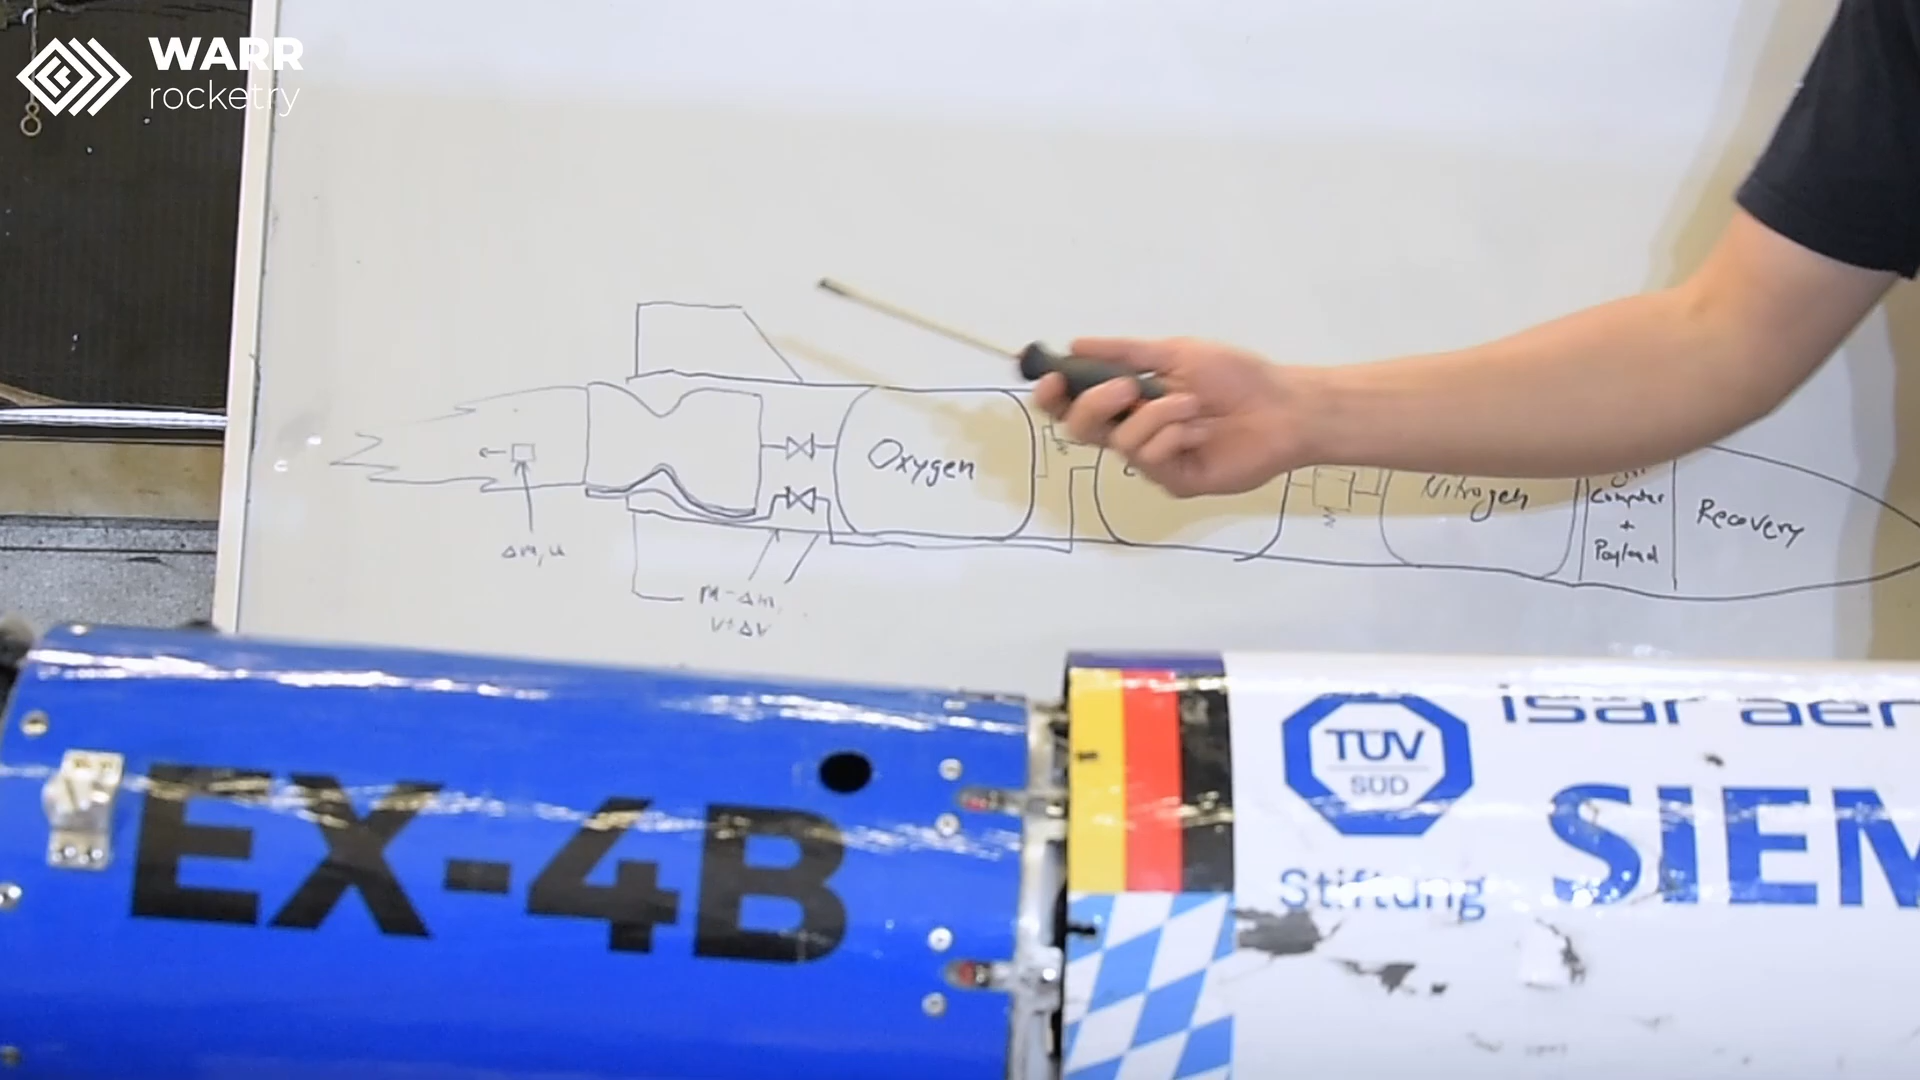 WARR
rocketry
Oxygen
Nitrogen
Computer
+
Payload
Recovery
Δm, u
M-Δm,
V+ΔV
EX-4B
TÜV
SÜD
Stiftung
isar aer
SIEM